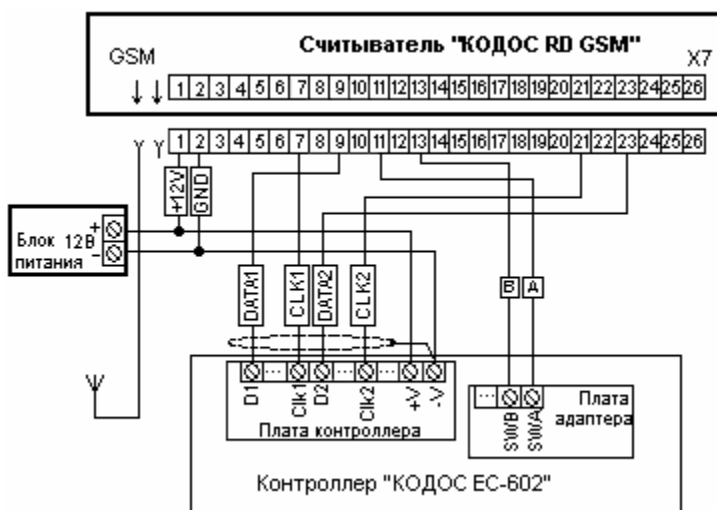 Считыватель "КОДОС RD GSM"
GSM
X7
1 2 3 4 5 6 7 8 9 10 11 12 13 14 15 16 17 18 19 20 21 22 23 24 25 26
1 2 3 4 5 6 7 8 9 10 11 12 13 14 15 16 17 18 19 20 21 22 23 24 25 26
+12V
GND
Блок 12В
питания
+
-
DATA1
CLK1
DATA2
CLK2
B
A
D1
...
Clk1
D2
...
Clk2
...
+V
-V
Плата контроллера
...
SWB
SWA
Плата
адаптера
Контроллер "КОДОС ЕС-602"